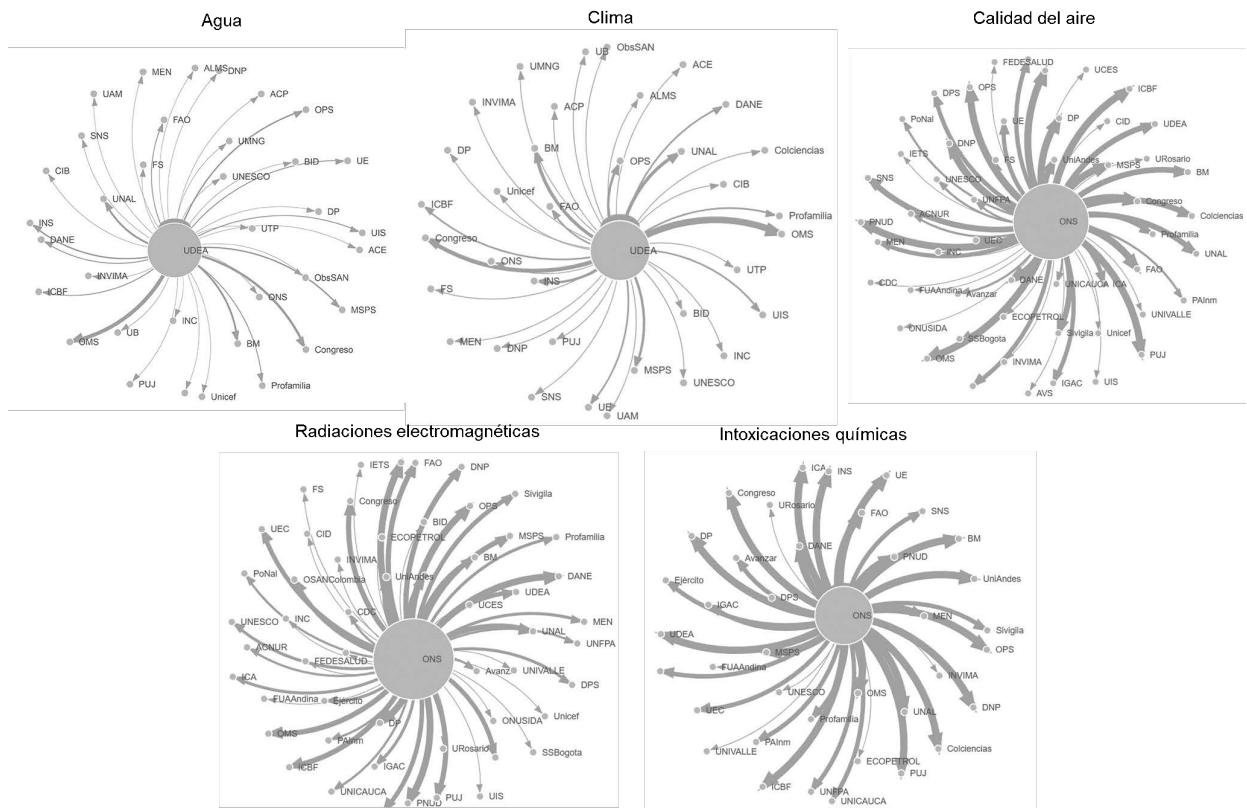 Agua
MEN
ALMS
DNP
UAM
ACP
OPS
FAO
SNS
UMNG
FS
BID
UE
CIB
UNESCO
UNAL
DP
INS
UTP
UIS
DANE
UDEA
ACE
INVIMA
ObsSAN
ICBF
ONS
MSPS
INC
OMS
UB
BM
Congreso
PUJ
Profamilia
Unicef
Clima
UB
ObsSAN
UMNG
ACE
INVIMA
ACP
ALMS
DANE
DP
BM
OPS
UNAL
Colciencias
Unicef
CIB
ICBF
FAO
Profamilia
OMS
Congreso
UDEA
ONS
UTP
FS
INS
BID
UIS
MEN
DNP
PUJ
INC
MSPS
UNESCO
SNS
UE
UAM
Calidad del aire
FEDESALUD
UCES
DPS
OPS
ICBF
PoNal
UE
DP
CID
UDEA
DNP
IETS
FS
UniAndes
MSPS
URosario
BM
SNS
UNESCO
UNFPA
Congreso
PNUD
ACNUR
ONS
Colciencias
MEN
UEC
Profamilia
INC
UNAL
FAO
CDC
FUAAndina
Avanzar
DANE
UNICAUCA
ICA
PAInm
ECOPETROL
UNIVALLE
ONUSIDA
SSBogota
Sivigila
Unicef
OMS
INVIMA
PUJ
IGAC
UIS
AVS
Radiaciones electromagnéticas
IETS
FAO
DNP
FS
Congreso
OPS
Sivigila
UEC
CID
BID
ECOPETROL
MSPS
Profamilia
INVIMA
BM
PoNal
OSANColombia
UniAndes
DANE
UDEA
CDC
UCES
UNESCO
INC
MEN
UNAL
UNFPA
ACNUR
FEDESALUD
ONS
ICA
Avanz
UNIVALLE
DPS
FUAAndina
Ejército
Unicef
OMS
DP
ONUSIDA
PAInm
URosario
SSBogota
ICBF
IGAC
UNICAUCA
PNUD
PUJ
UIS
Intoxicaciones químicas
ICA
INS
UE
Congreso
URosario
FAO
SNS
DP
DANE
BM
Avanzar
PNUD
Ejército
UniAndes
IGAC
DPS
ONS
MEN
UDEA
Sivigila
MSPS
OPS
FUAAndina
INVIMA
UNESCO
OMS
UEC
Profamilia
UNAL
DNP
PAInm
UNIVALLE
Colciencias
ECOPETROL
ICBF
PUJ
UNFPA
UNICAUCA